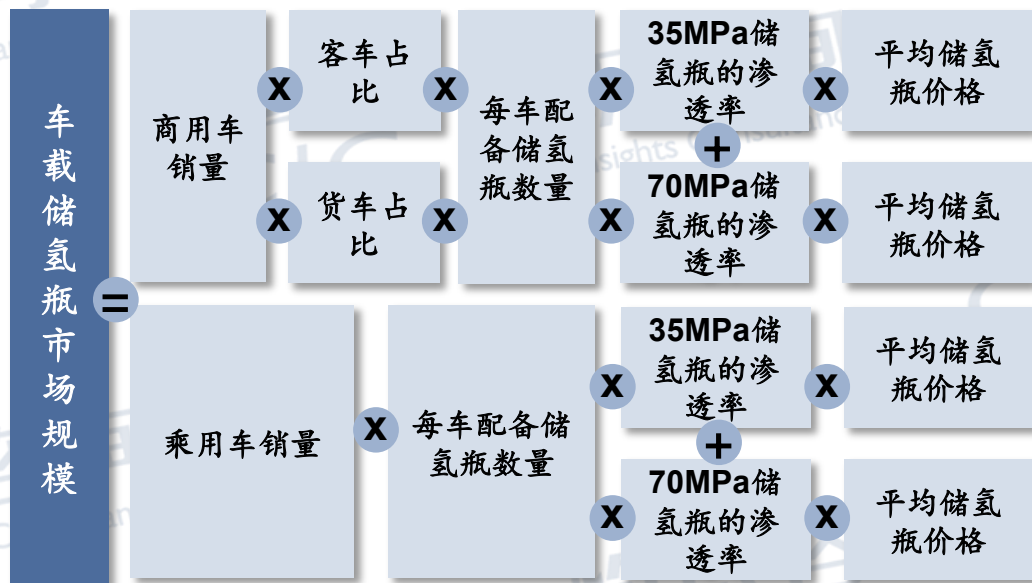 车
载
储
氢
瓶
市
场
规
模
=
商用车
销量
X
客车占
比
X
每车配
备储氢
瓶数量
X
35MPa储
氢瓶的渗
透率
X
平均储氢
瓶价格
+
X
货车占
比
X
X
70MPa储
氢瓶的渗
透率
X
平均储氢
瓶价格
乘用车销量
X
每车配备储
氢瓶数量
X
35MPa储
氢瓶的渗
透率
X
平均储氢
瓶价格
+
X
70MPa储
氢瓶的渗
透率
X
平均储氢
瓶价格